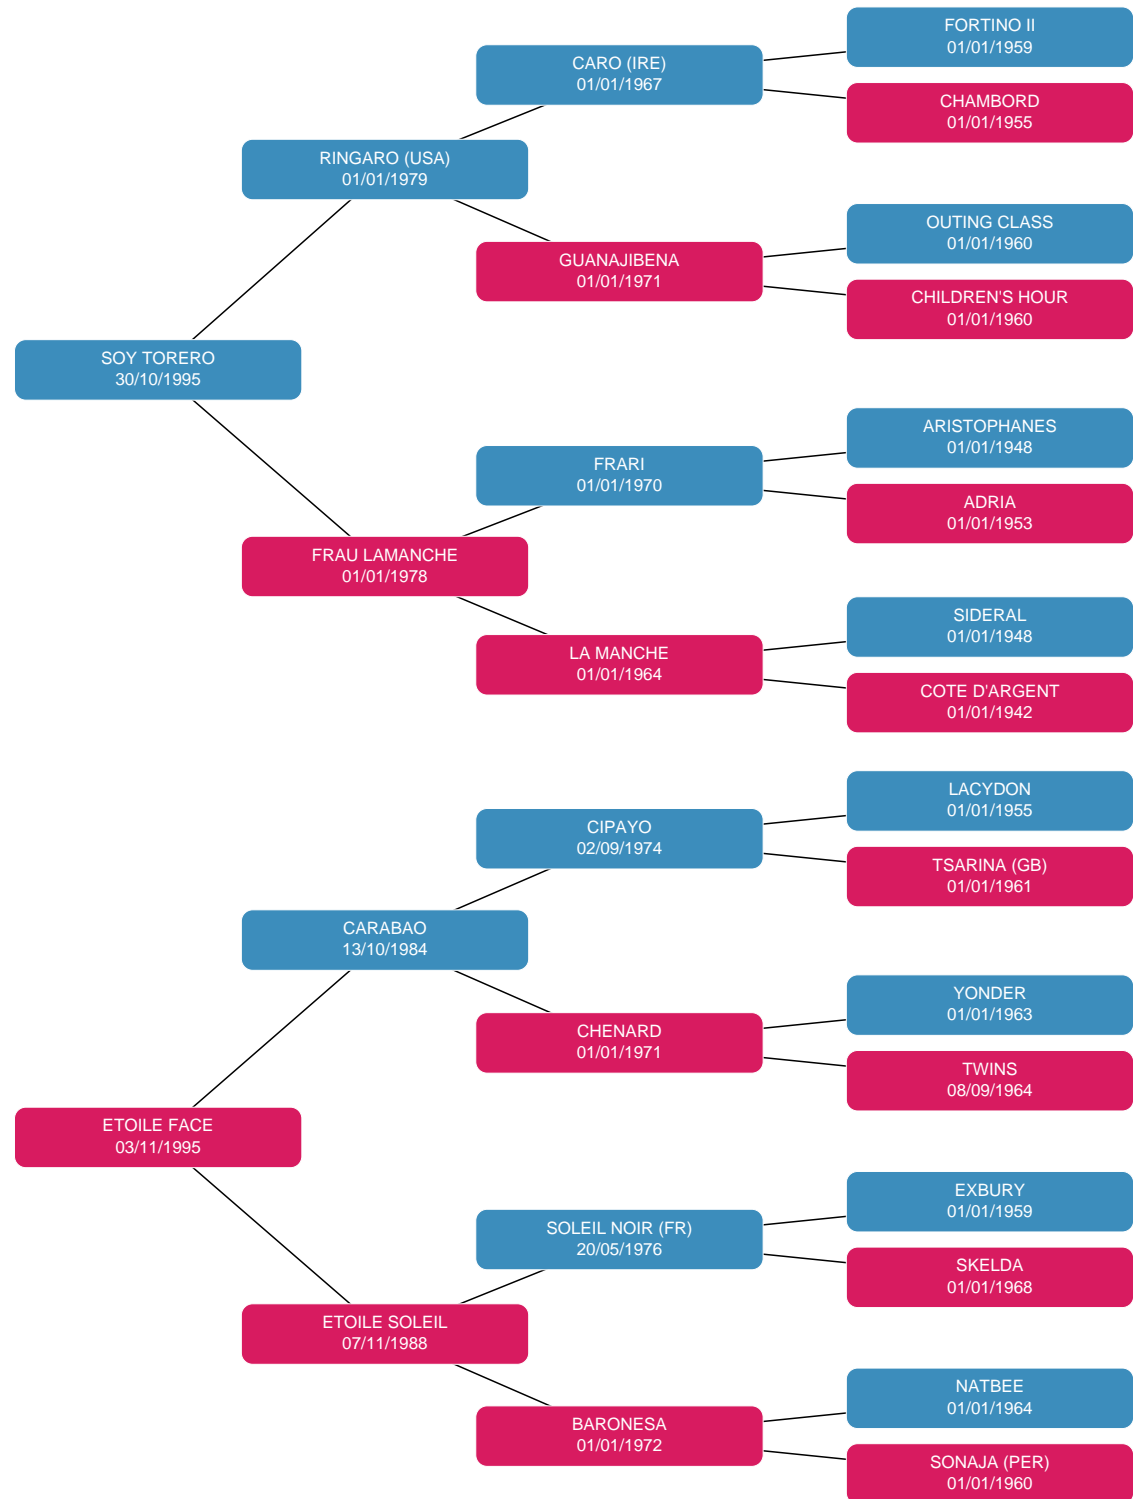 FORTINO II
01/01/1959
CARO (IRE)
01/01/1967
CHAMBORD
01/01/1955
RINGARO (USA)
01/01/1979
OUTING CLASS
01/01/1960
GUANAJIBENA
01/01/1971
CHILDREN'S HOUR
01/01/1960
SOY TORERO
30/10/1995
ARISTOPHANES
01/01/1948
FRARI
01/01/1970
ADRIA
01/01/1953
FRAU LAMANCHE
01/01/1978
SIDERAL
01/01/1948
LA MANCHE
01/01/1964
COTE D'ARGENT
01/01/1942
LACYDON
01/01/1955
CIPAYO
02/09/1974
TSARINA (GB)
01/01/1961
CARABAO
13/10/1984
YONDER
01/01/1963
CHENARD
01/01/1971
TWINS
08/09/1964
ETOILE FACE
03/11/1995
EXBURY
01/01/1959
SOLEIL NOIR (FR)
20/05/1976
SKELDA
01/01/1968
ETOILE SOLEIL
07/11/1988
NATBEE
01/01/1964
BARONESA
01/01/1972
SONAJA (PER)
01/01/1960